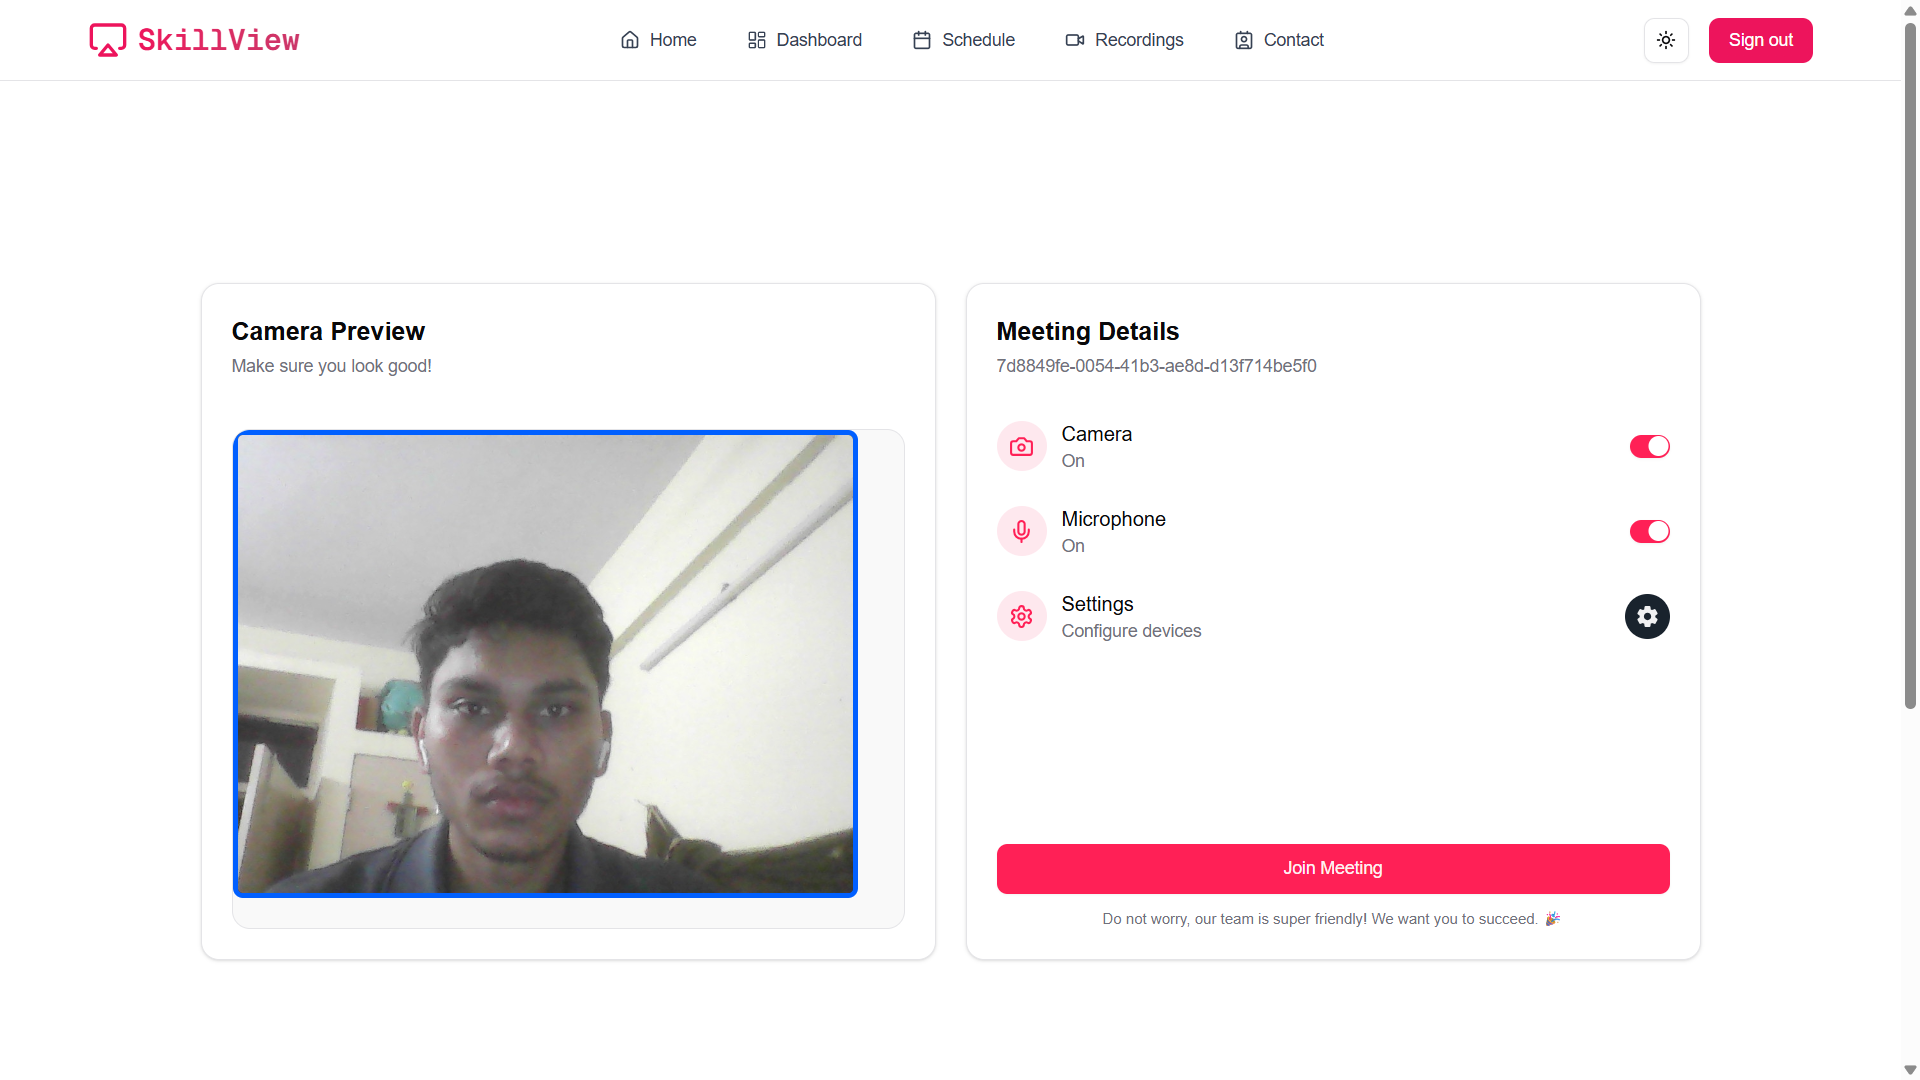 SkillView
Home
Dashboard
Schedule
Recordings
Contact
Sign out
Camera Preview
Make sure you look good!
Meeting Details
7d8849fe-0054-41b3-ae8d-d13f714be5f0
Camera
On
Microphone
On
Settings
Configure devices
Join Meeting
Do not worry, our team is super friendly! We want you to succeed. 🎉